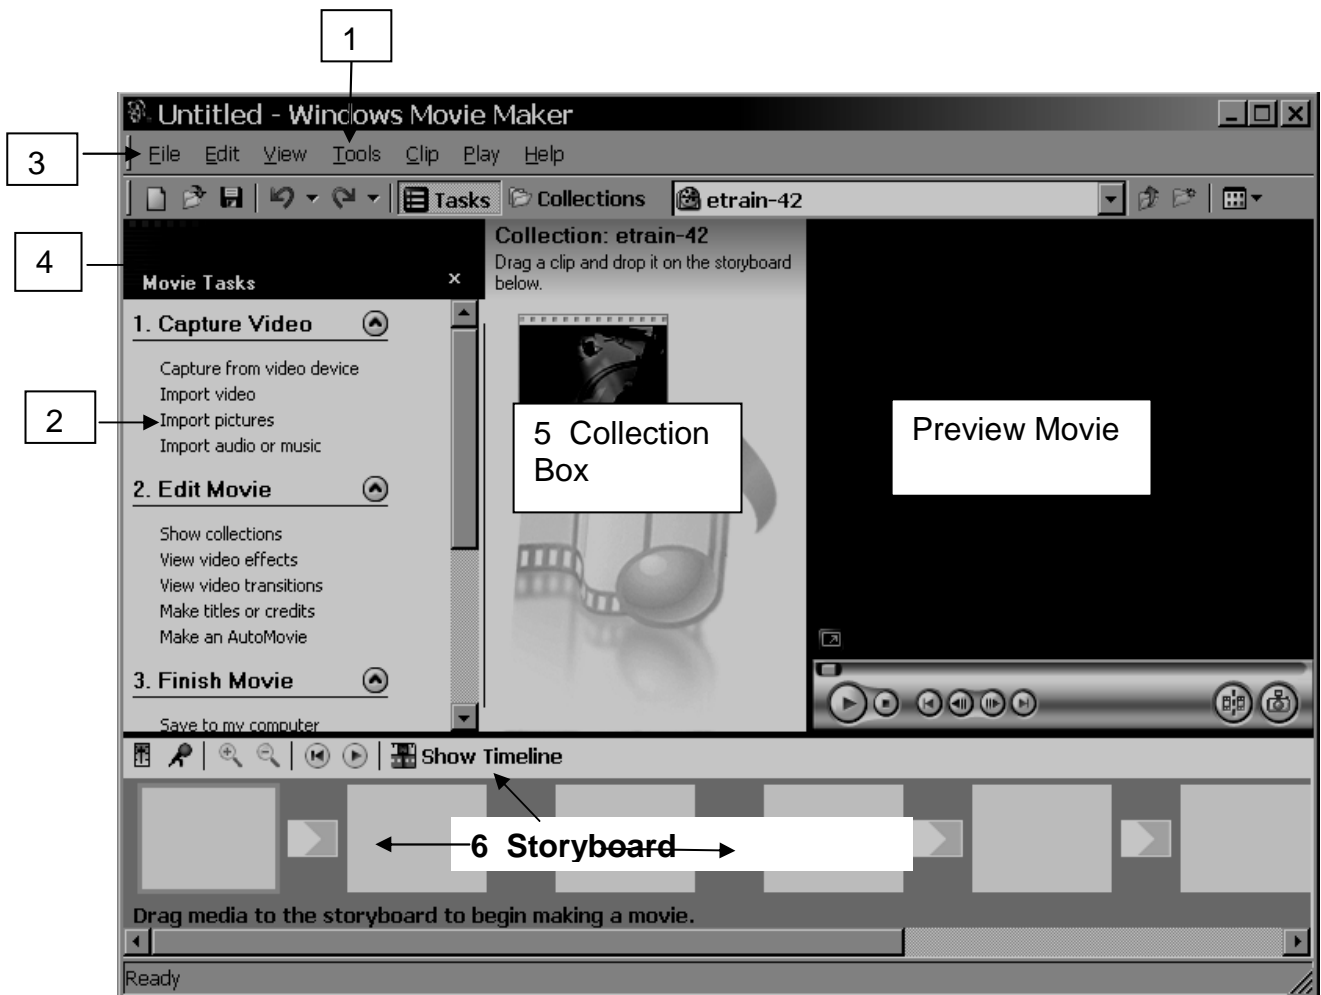 1
Untitled - Windows Movie Maker
3
File Edit View Tools Clip Play Help
Tasks Collections etrain-42
4
Movie Tasks ×
Collection: etrain-42
Drag a clip and drop it on the storyboard
below.
1. Capture Video
Capture from video device
Import video
2
Import pictures
Import audio or music
2. Edit Movie
Show collections
View video effects
View video transitions
Make titles or credits
Make an AutoMovie
3. Finish Movie
Save to my computer
5 Collection
Box
Preview Movie
Show Timeline
6 Storyboard
Drag media to the storyboard to begin making a movie.
Ready